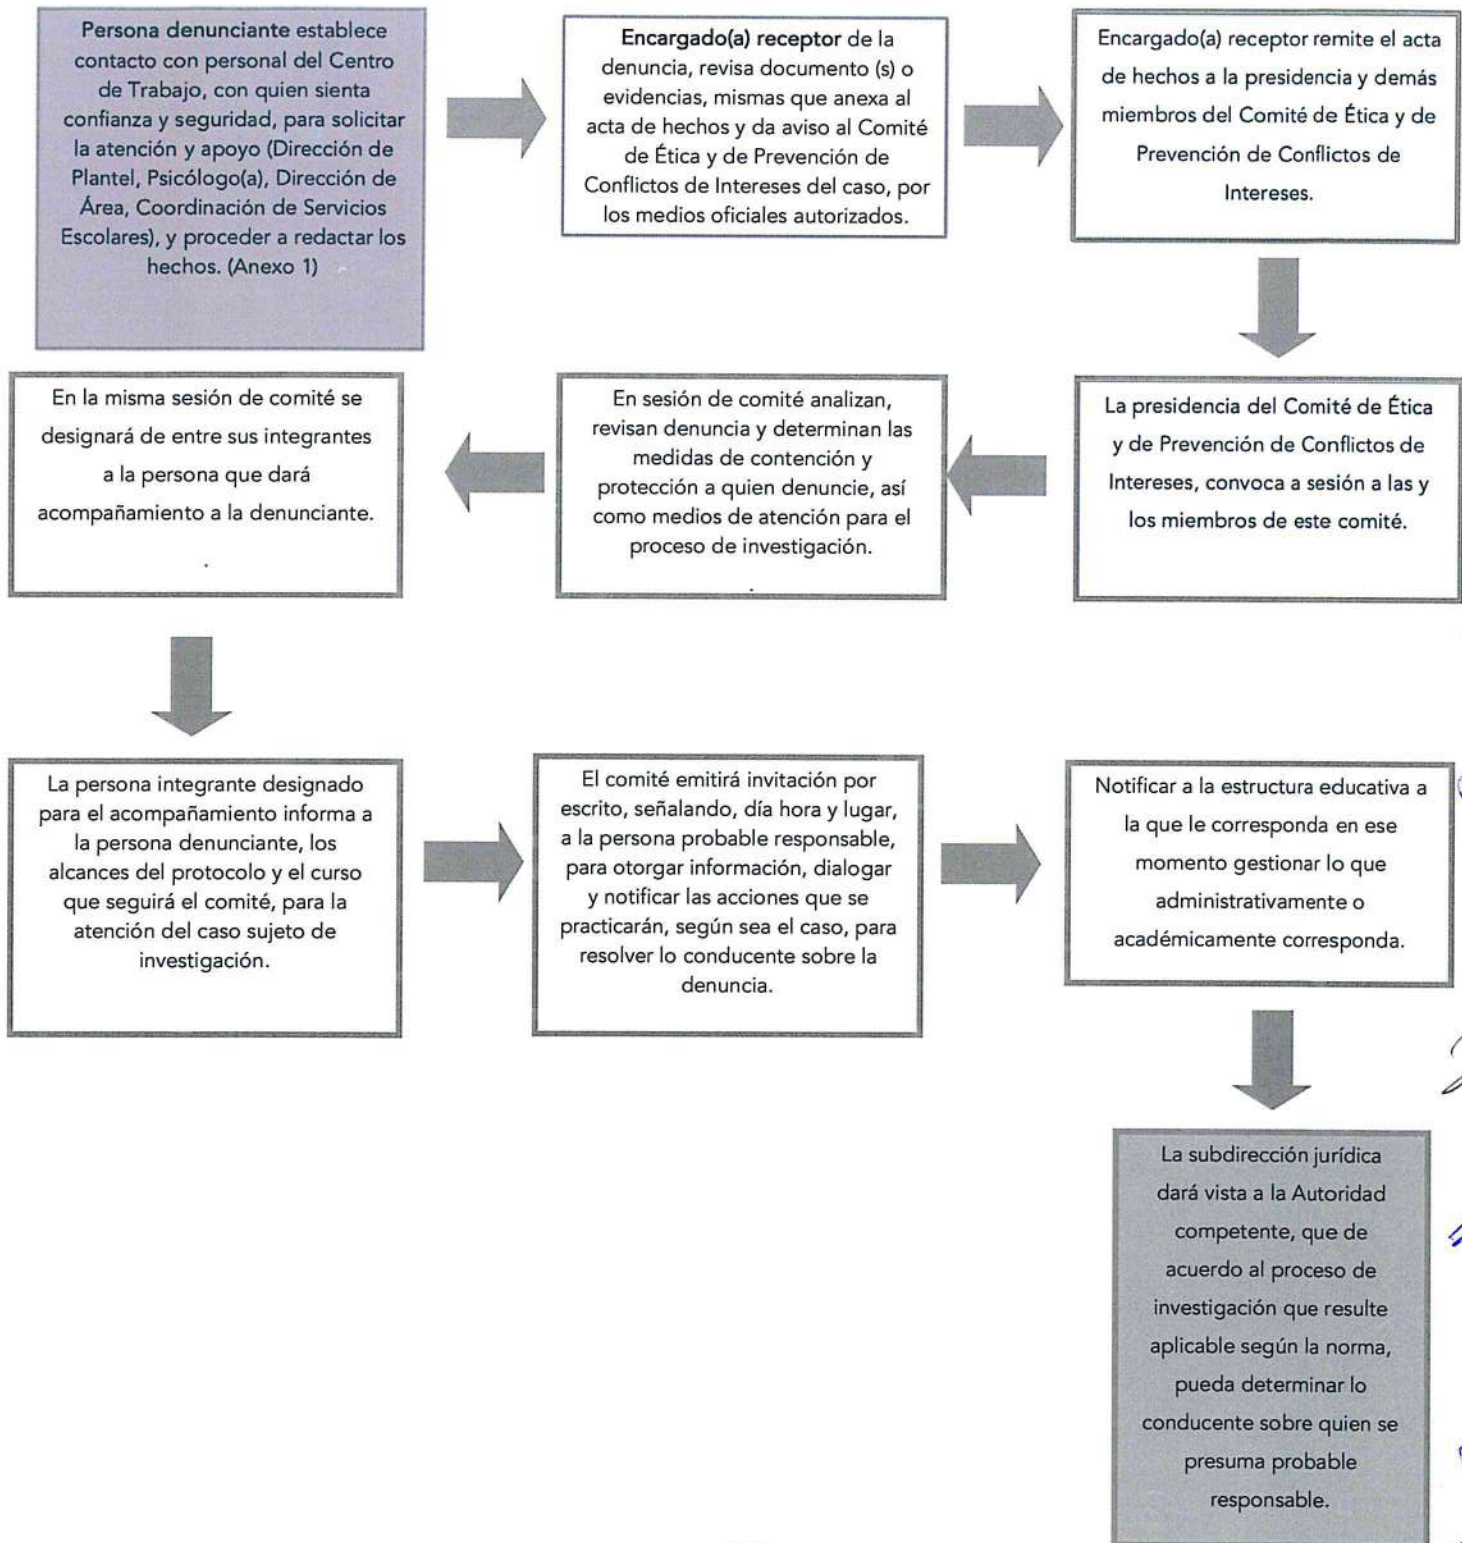 Persona denunciante establece
contacto con personal del Centro
de Trabajo, con quien sienta
confianza y seguridad, para solicitar
la atención y apoyo (Dirección de
Plantel, Psicólogo(a), Dirección de
Área, Coordinación de Servicios
Escolares), y proceder a redactar los
hechos. (Anexo 1)
Encargado(a) receptor de la
denuncia, revisa documento (s) o
evidencias, mismas que anexa al
acta de hechos y da aviso al Comité
de Ética y de Prevención de
Conflictos de Intereses del caso, por
los medios oficiales autorizados.
Encargado(a) receptor remite el acta
de hechos a la presidencia y demás
miembros del Comité de Ética y de
Prevención de Conflictos de
Intereses.
La presidencia del Comité de Ética
y de Prevención de Conflictos de
Intereses, convoca a sesión a las y
los miembros de este comité.
En sesión de comité analizan,
revisan denuncia y determinan las
medidas de contención y
protección a quien denuncie, así
como medios de atención para el
proceso de investigación.
.
En la misma sesión de comité se
designará de entre sus integrantes
a la persona que dará
acompañamiento a la denunciante.
.
La persona integrante designado
para el acompañamiento informa a
la persona denunciante, los
alcances del protocolo y el curso
que seguirá el comité, para la
atención del caso sujeto de
investigación.
El comité emitirá invitación por
escrito, señalando, día hora y lugar,
a la persona probable responsable,
para otorgar información, dialogar
y notificar las acciones que se
practicarán, según sea el caso, para
resolver lo conducente sobre la
denuncia.
Notificar a la estructura educativa a
la que le corresponda en ese
momento gestionar lo que
administrativamente o
académicamente corresponda.
La subdirección jurídica
dará vista a la Autoridad
competente, que de
acuerdo al proceso de
investigación que resulte
aplicable según la norma,
pueda determinar lo
conducente sobre quien se
presuma probable
responsable.